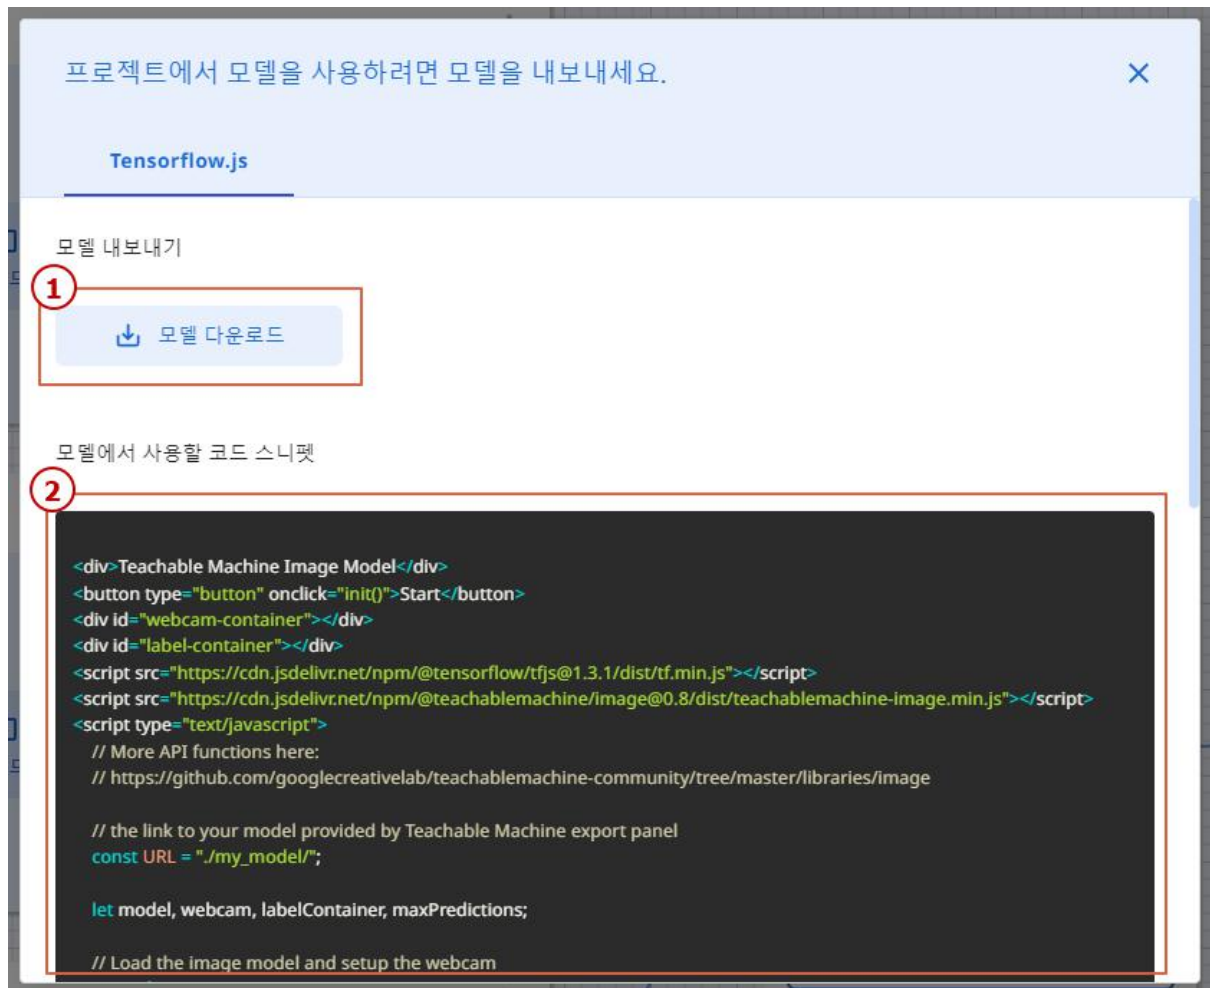 프로젝트에서 모델을 사용하려면 모델을 내보내세요.
Tensorflow.js
모델 내보내기
1
모델 다운로드
모델에서 사용할 코드 스니펫
2
<div>Teachable Machine Image Model</div>
<button type="button" onclick="init()">Start</button>
<div id="webcam-container"></div>
<div id="label-container"></div>
<script src="https://cdn.jsdelivr.net/npm/@tensorflow/tfjs@1.3.1/dist/tf.min.js"></script>
<script src="https://cdn.jsdelivr.net/npm/@teachablemachine/image@0.8/dist/teachablemachine-image.min.js"></script>
<script type="text/javascript">
// More API functions here:
// https://github.com/googlecreativelab/teachablemachine-community/tree/master/libraries/image
// the link to your model provided by Teachable Machine export panel
const URL = "./my_model/";
let model, webcam, labelContainer, maxPredictions;
// Load the image model and setup the webcam